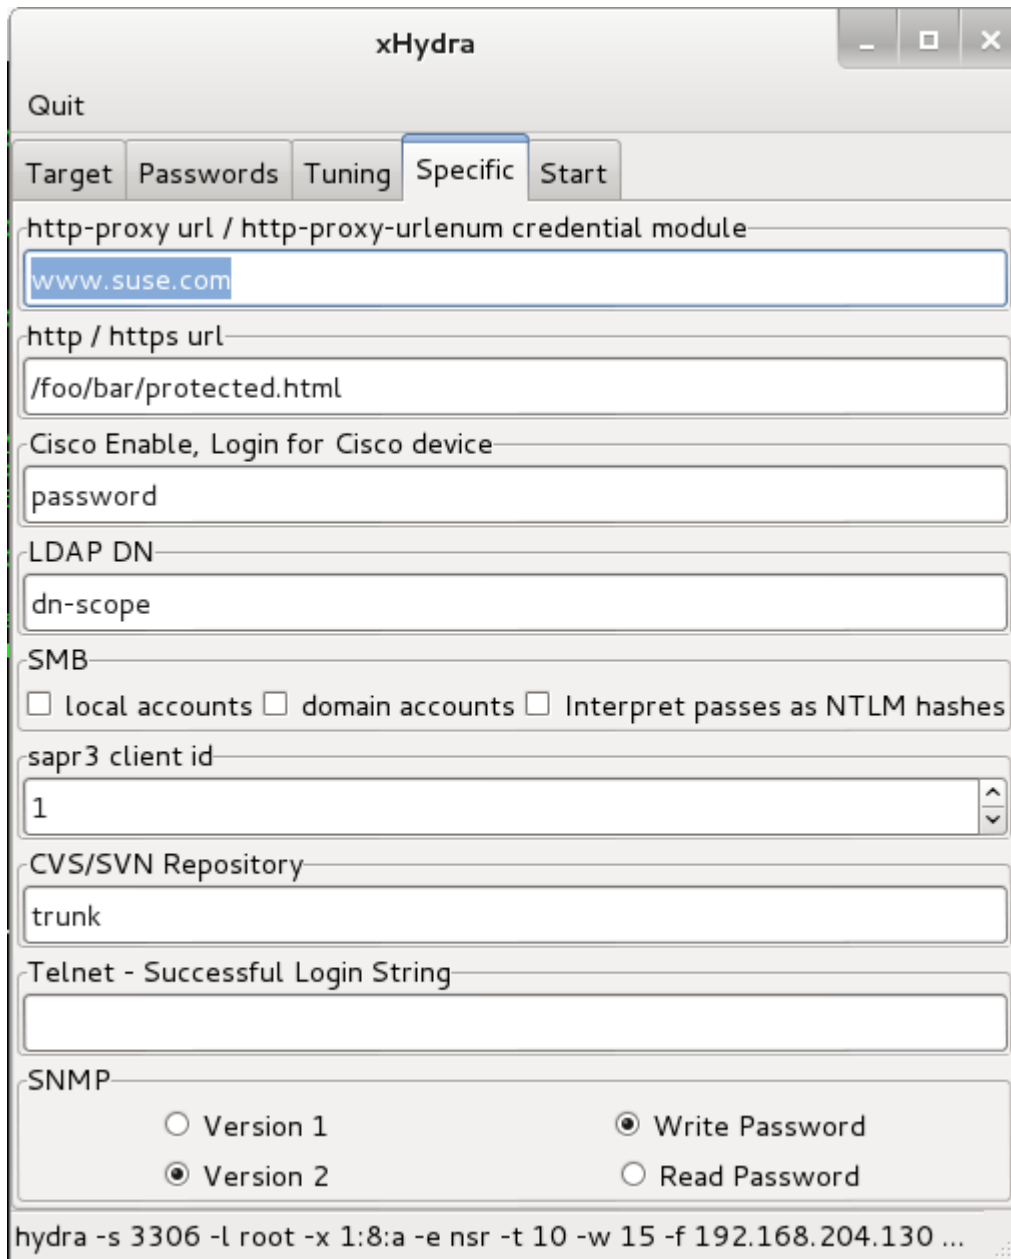 xHydra
Quit
Target Passwords Tuning Specific Start
http-proxy url / http-proxy-urlenum credential module
www.suse.com
http / https url
/foo/bar/protected.html
Cisco Enable, Login for Cisco device
password
LDAP DN
dn-scope
SMB
local accounts domain accounts Interpret passes as NTLM hashes
sapr3 client id
1
CVS/SVN Repository
trunk
Telnet - Successful Login String
SNMP
Version 1 Write Password
Version 2 Read Password
hydra -s 3306 -l root -x 1:8:a -e nsr -t 10 -w 15 -f 192.168.204.130 ...